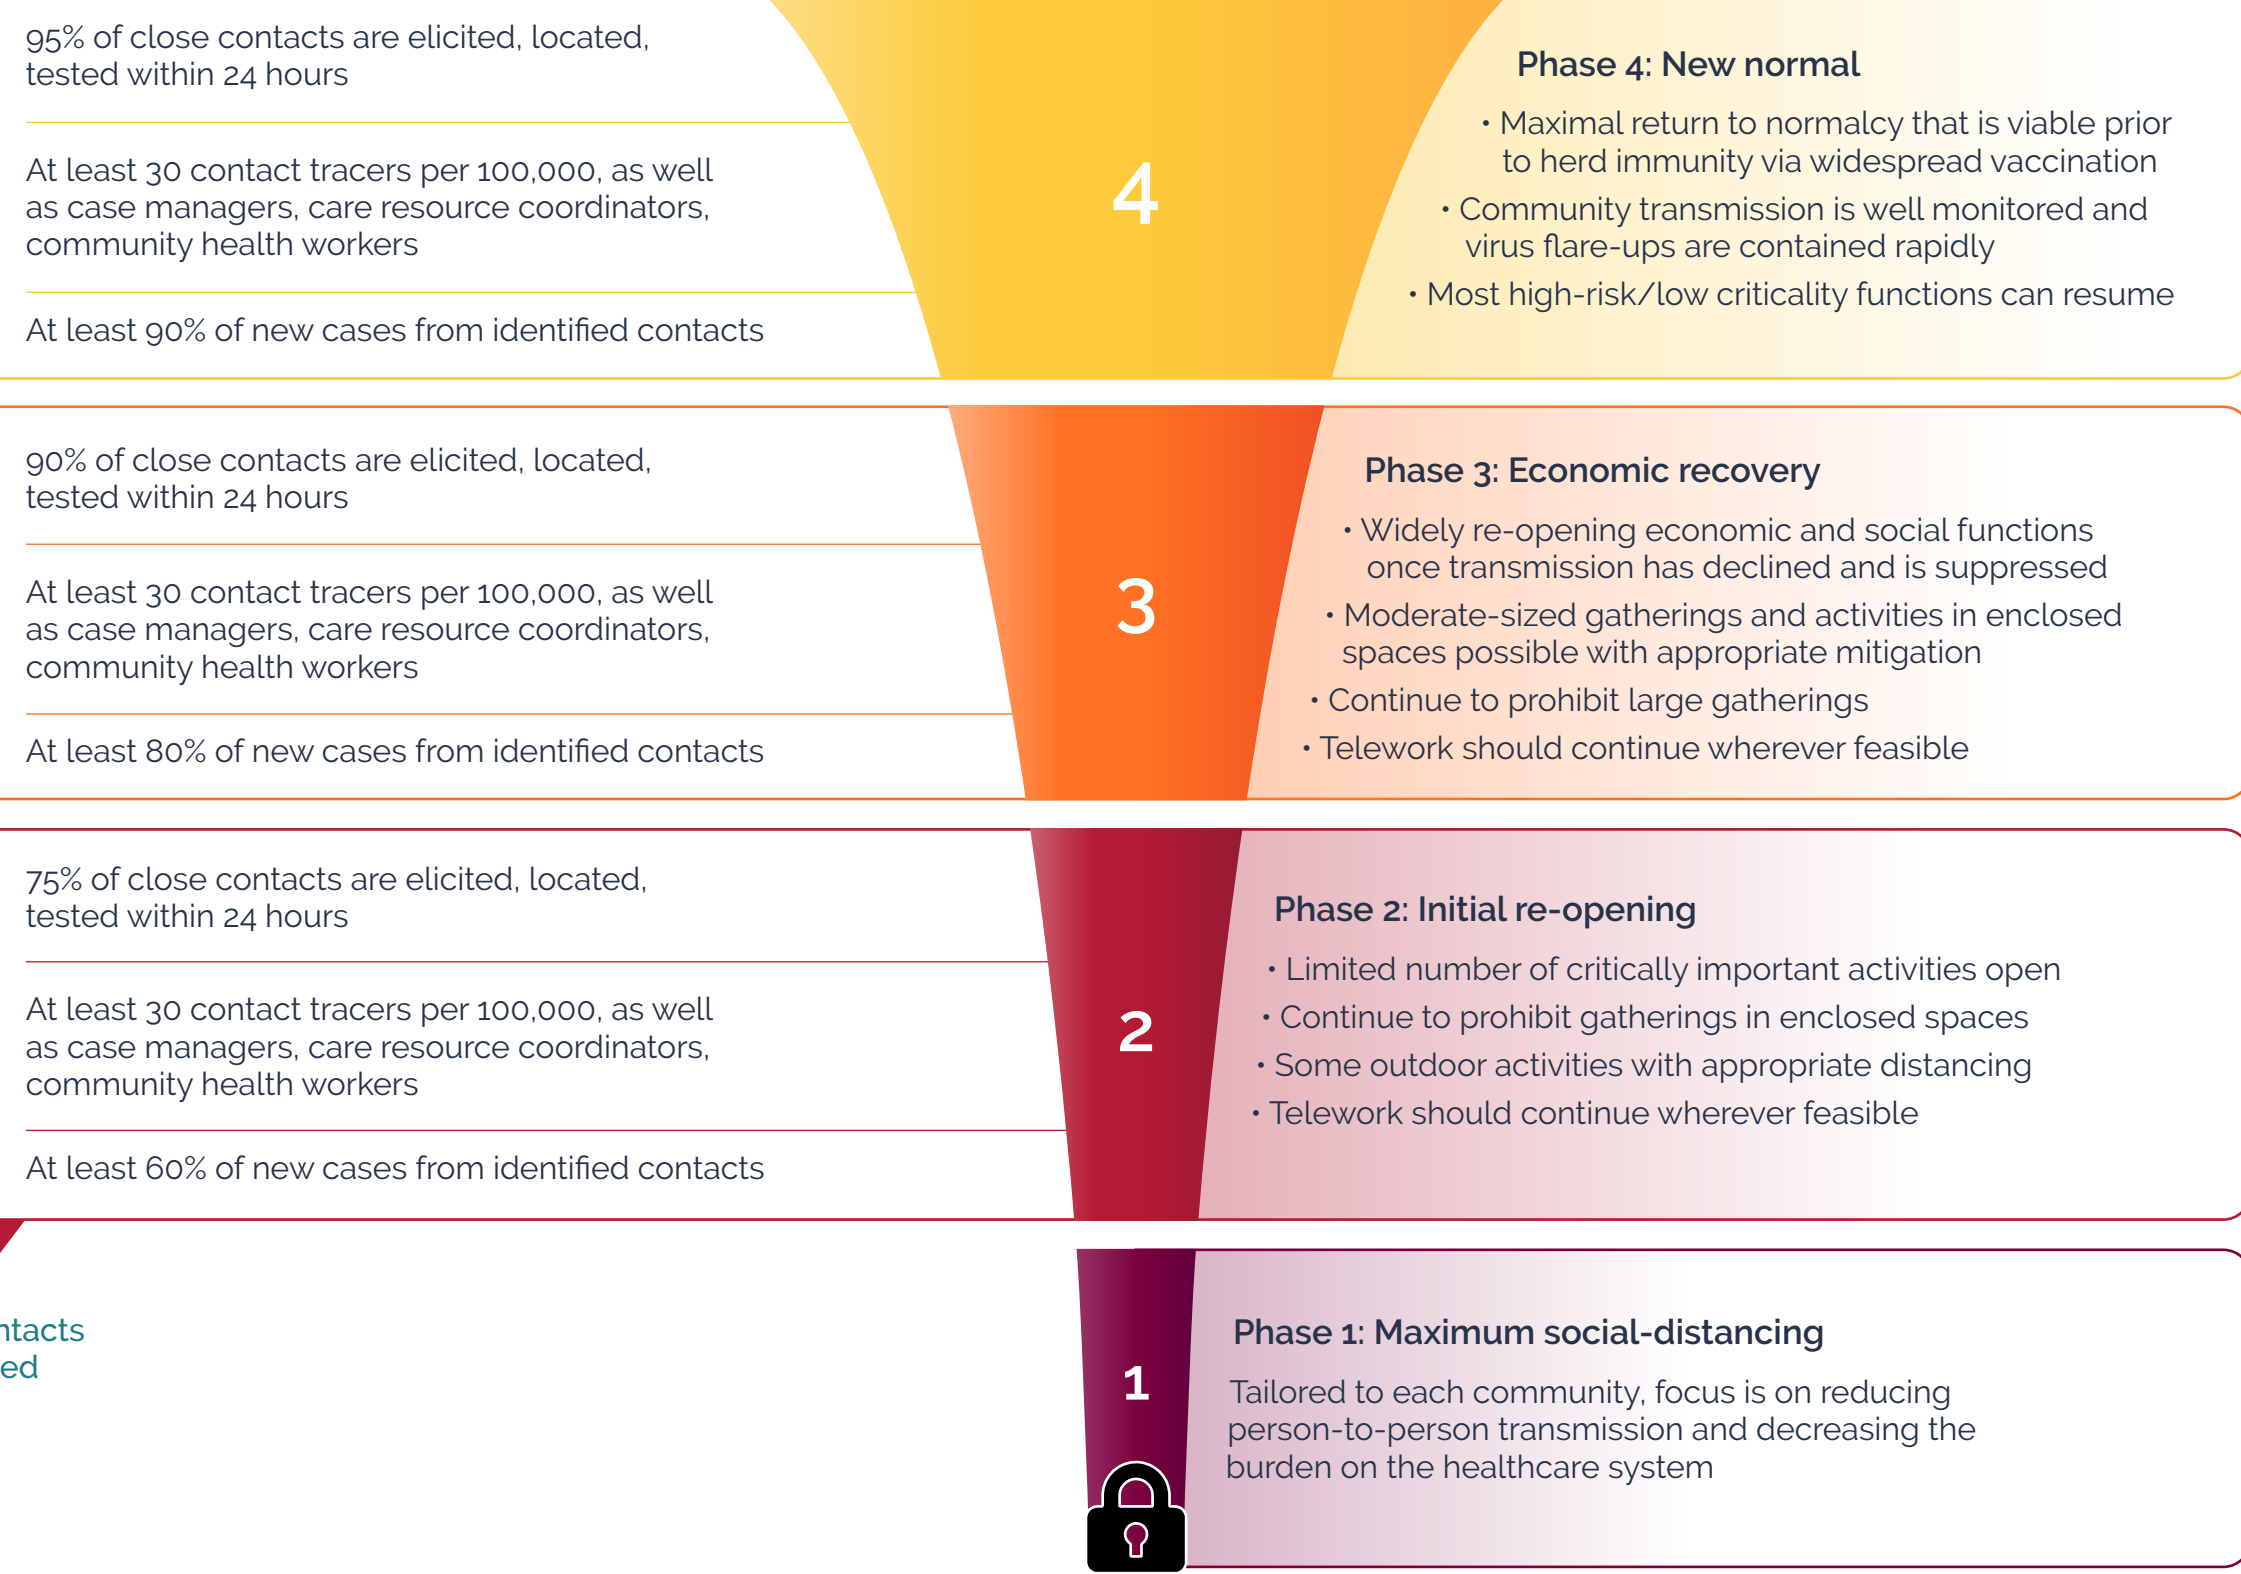 95% of close contacts are elicited, located,
tested within 24 hours
At least 30 contact tracers per 100,000, as well
as case managers, care resource coordinators,
community health workers
At least 90% of new cases from identified contacts
4
Phase 4: New normal
• Maximal return to normalcy that is viable prior
to herd immunity via widespread vaccination
• Community transmission is well monitored and
virus flare-ups are contained rapidly
• Most high-risk/low criticality functions can resume
90% of close contacts are elicited, located,
tested within 24 hours
At least 30 contact tracers per 100,000, as well
as case managers, care resource coordinators,
community health workers
At least 80% of new cases from identified contacts
3
Phase 3: Economic recovery
• Widely re-opening economic and social functions
once transmission has declined and is suppressed
• Moderate-sized gatherings and activities in enclosed
spaces possible with appropriate mitigation
• Continue to prohibit large gatherings
• Telework should continue wherever feasible
75% of close contacts are elicited, located,
tested within 24 hours
At least 30 contact tracers per 100,000, as well
as case managers, care resource coordinators,
community health workers
At least 60% of new cases from identified contacts
2
Phase 2: Initial re-opening
• Limited number of critically important activities open
• Continue to prohibit gatherings in enclosed spaces
• Some outdoor activities with appropriate distancing
• Telework should continue wherever feasible
ntacts
ed
1
Phase 1: Maximum social-distancing
Tailored to each community, focus is on reducing
person-to-person transmission and decreasing the
burden on the healthcare system